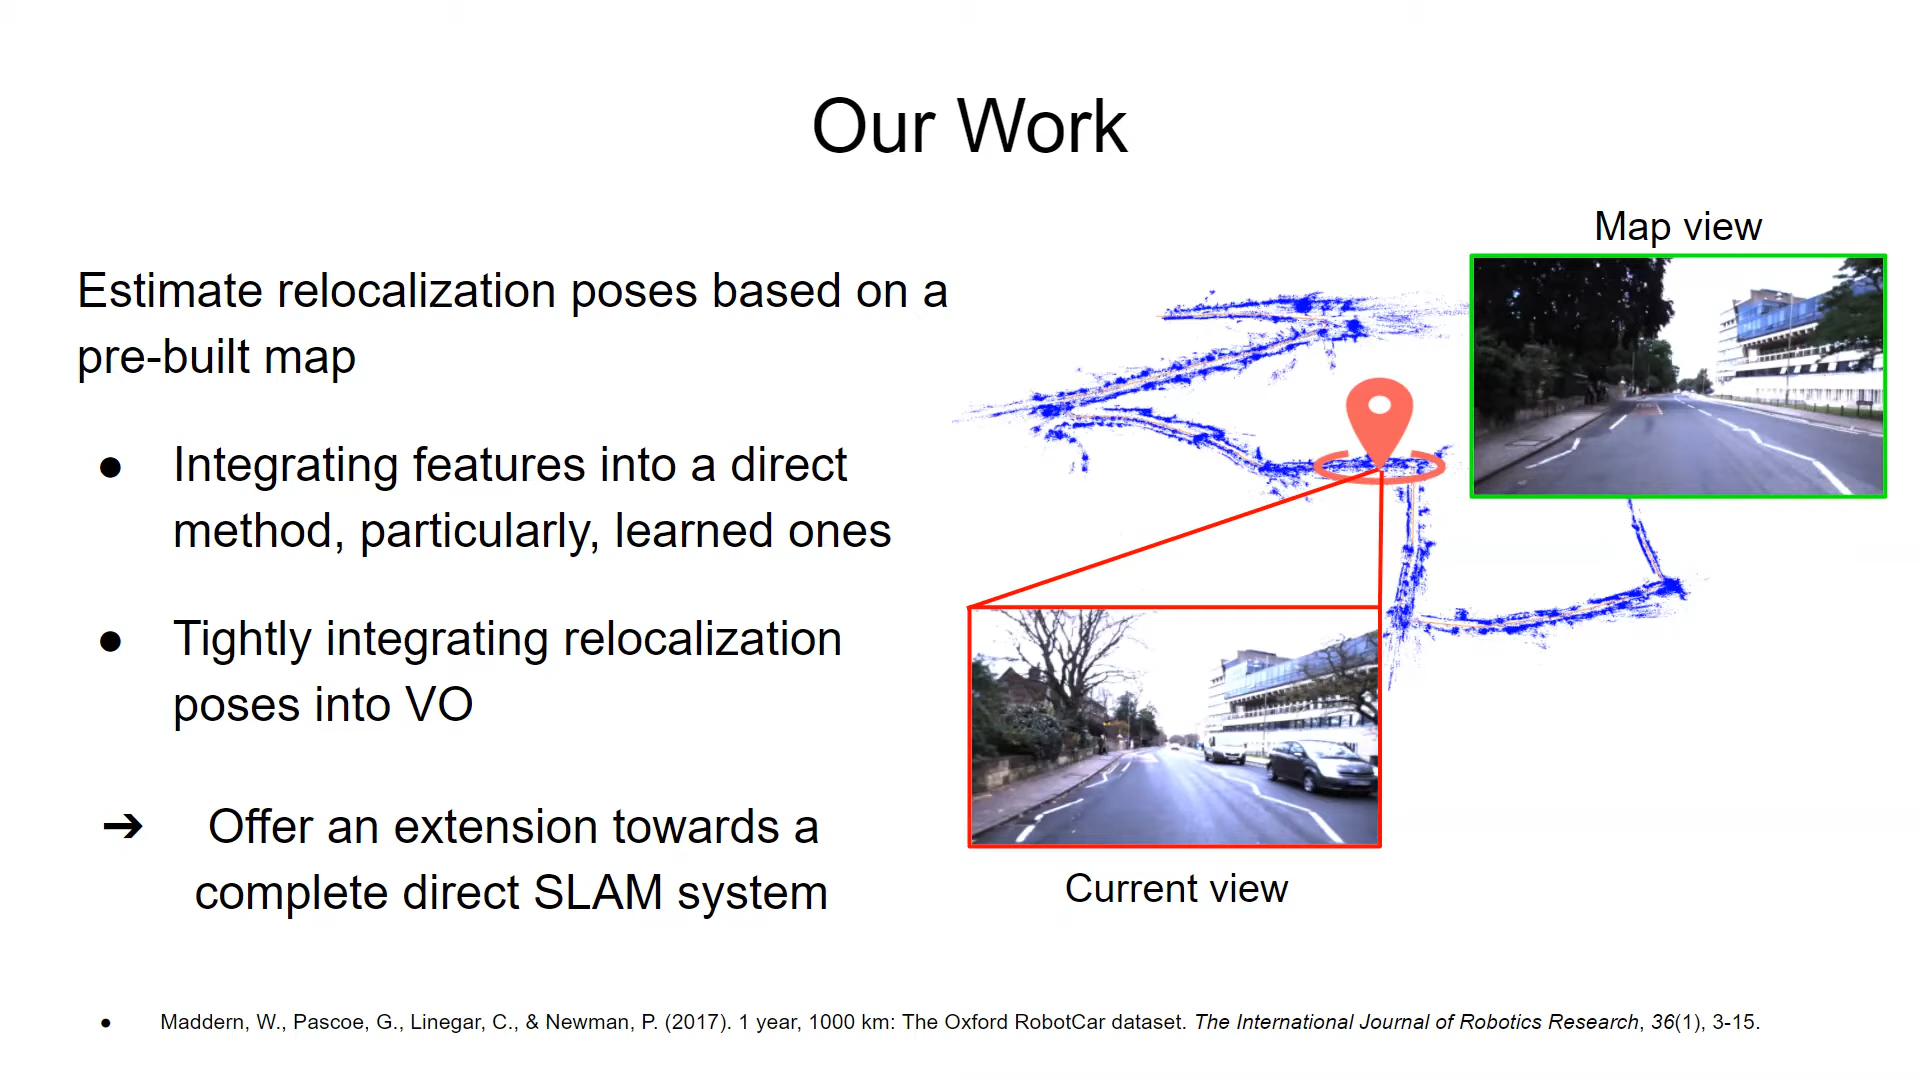 Our Work
Estimate relocalization poses based on a
pre-built map
● Integrating features into a direct
method, particularly, learned ones
● Tightly integrating relocalization
poses into VO
➔ Offer an extension towards a
complete direct SLAM system
Map view
Current view
● Maddern, W., Pascoe, G., Linegar, C., & Newman, P. (2017). 1 year, 1000 km: The Oxford RobotCar dataset. The International Journal of Robotics Research, 36(1), 3-15.